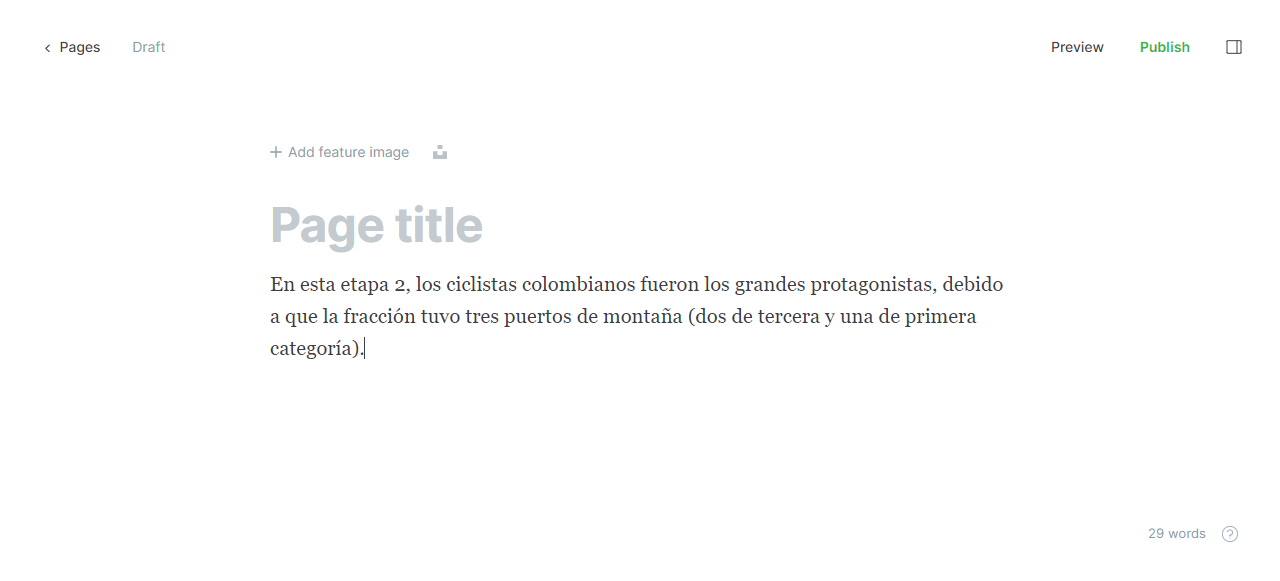 Pages Draft Preview Publish
Add feature image
Page title
En esta etapa 2, los ciclistas colombianos fueron los grandes protagonistas, debido
a que la fracción tuvo tres puertos de montaña (dos de tercera y una de primera
categoría).
29 words ?